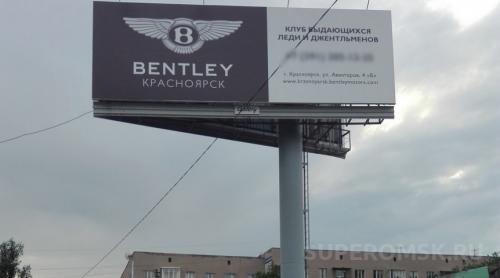 B
BENTLEY
КРАСНОЯРСК
КЛУБ ВЫДАЮЩИХСЯ
ЛЕДИ И ДЖЕНТЛЬМЕНОВ
г. Красноярск, ул. Авиаторов, 4 «Б»
www.krasnoyarsk.bentleymotors.com
SUPEROMSK.RU